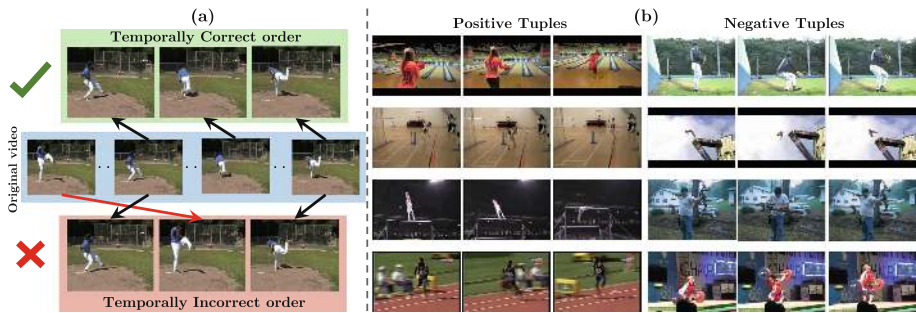 (a)
Temporally Correct order
Original video
Temporally Incorrect order
(b)
Positive Tuples
Negative Tuples